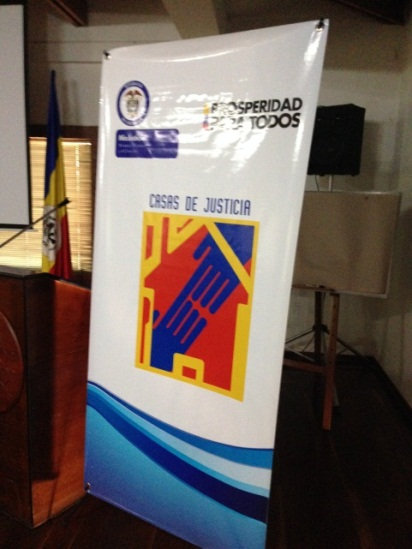 PROSPERIDAD
PARA TODOS
CASAS DE JUSTICIA